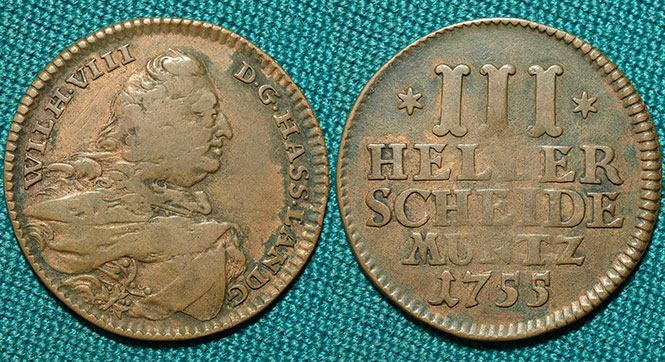 WILH·VIII D·G·HASS·LANDG·
* III *
HELLER
SCHEIDE
MUNTZ
1755